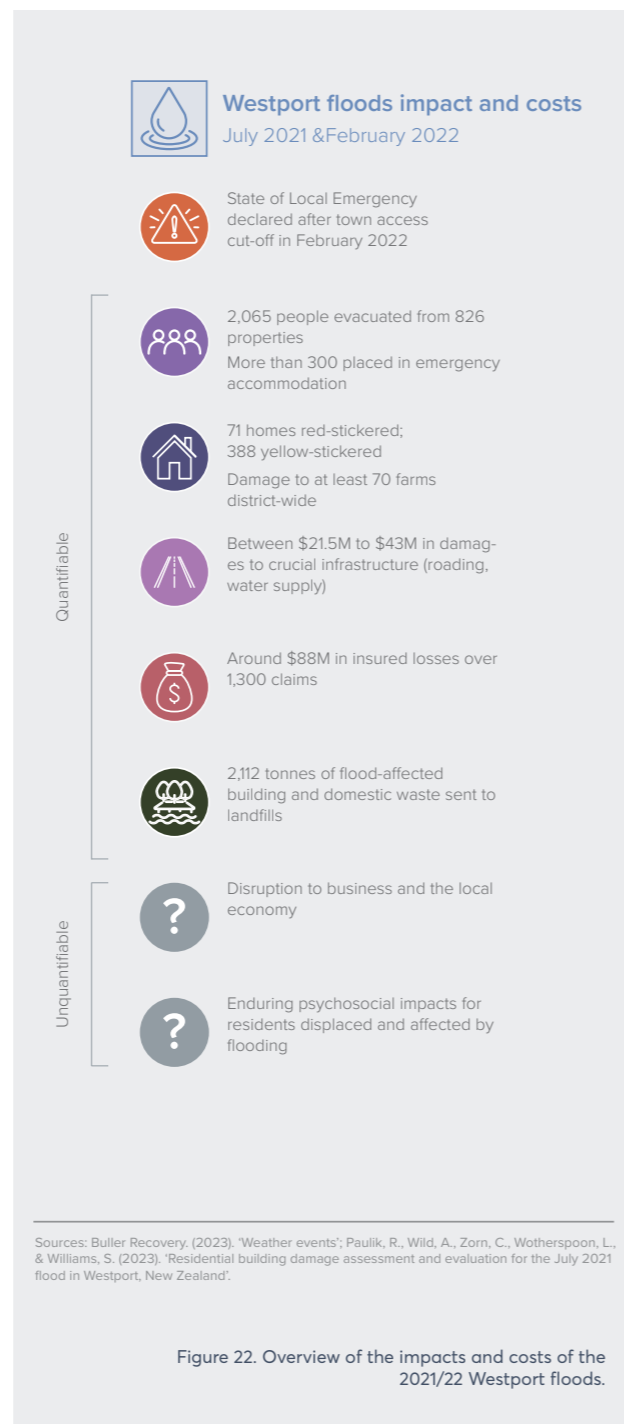 Westport floods impact and costs
July 2021 &February 2022
State of Local Emergency
declared after town access
cut-off in February 2022
Quantifiable
2,065 people evacuated from 826
properties
More than 300 placed in emergency
accommodation
71 homes red-stickered;
388 yellow-stickered
Damage to at least 70 farms
district-wide
Between $21.5M to $43M in damag-
es to crucial infrastructure (roading,
water supply)
$
Around $88M in insured losses over
1,300 claims
2,112 tonnes of flood-affected
building and domestic waste sent to
landfills
Unquantifiable
?
Disruption to business and the local
economy
?
Enduring psychosocial impacts for
residents displaced and affected by
flooding
Sources: Buller Recovery. (2023). ‘Weather events’; Paulik, R., Wild, A., Zorn, C., Wotherspoon, L.,
& Williams, S. (2023). ‘Residential building damage assessment and evaluation for the July 2021
flood in Westport, New Zealand’.
Figure 22. Overview of the impacts and costs of the
2021/22 Westport floods.